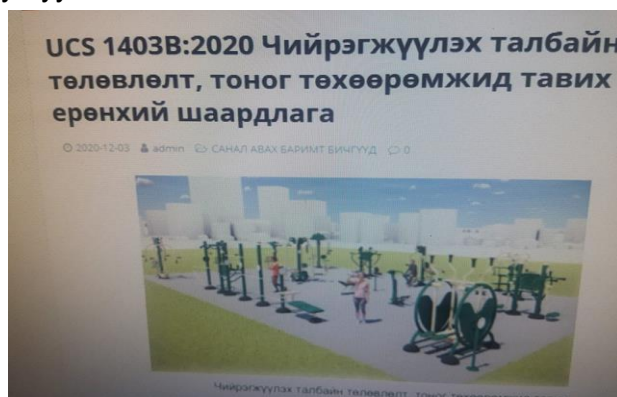 UCS 1403B:2020 Чийрэгжүүлэх талбайн
төлөвлөлт, тоног төхөөрөмжид тавих
ерөнхий шаардлага
2020-12-03 admin САНАЛ АВАХ БАРИМТ БИЧГҮҮД 0
Чийрэгжүүлэх талбайн төлөвлөлт, тоног